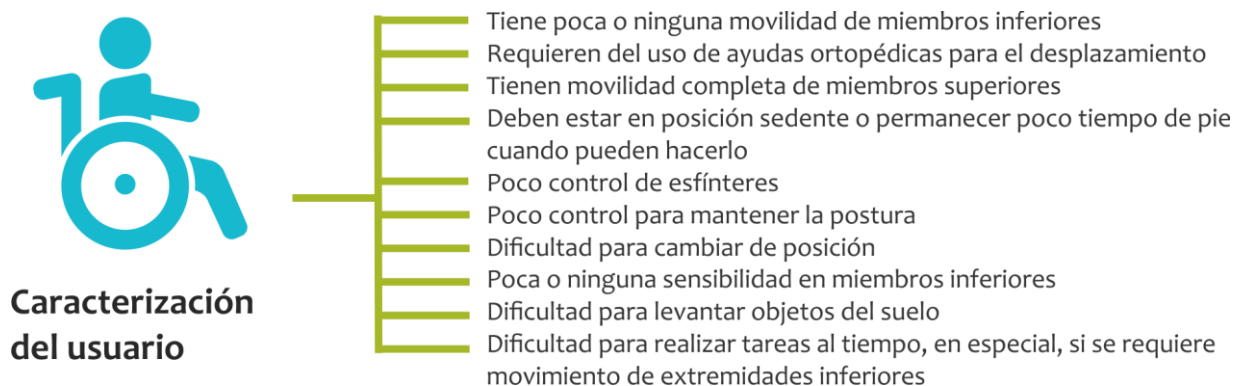 Caracterización
del usuario
Tiene poca o ninguna movilidad de miembros inferiores
Requieren del uso de ayudas ortopédicas para el desplazamiento
Tienen movilidad completa de miembros superiores
Deben estar en posición sedente o permanecer poco tiempo de pie
cuando pueden hacerlo
Poco control de esfínteres
Poco control para mantener la postura
Dificultad para cambiar de posición
Poca o ninguna sensibilidad en miembros inferiores
Dificultad para levantar objetos del suelo
Dificultad para realizar tareas al tiempo, en especial, si se requiere
movimiento de extremidades inferiores